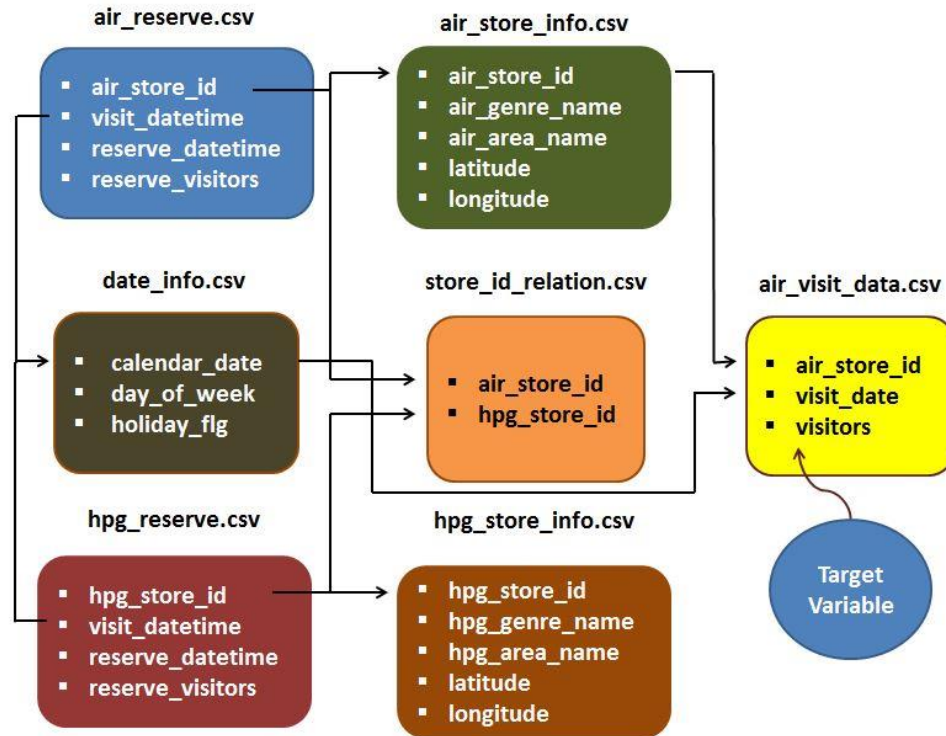 air_reserve.csv
▪ air_store_id
▪ visit_datetime
▪ reserve_datetime
▪ reserve_visitors
air_store_info.csv
▪ air_store_id
▪ air_genre_name
▪ air_area_name
▪ latitude
▪ longitude
date_info.csv
▪ calendar_date
▪ day_of_week
▪ holiday_flg
store_id_relation.csv
▪ air_store_id
▪ hpg_store_id
air_visit_data.csv
▪ air_store_id
▪ visit_date
▪ visitors
hpg_reserve.csv
▪ hpg_store_id
▪ visit_datetime
▪ reserve_datetime
▪ reserve_visitors
hpg_store_info.csv
▪ hpg_store_id
▪ hpg_genre_name
▪ hpg_area_name
▪ latitude
▪ longitude
Target
Variable